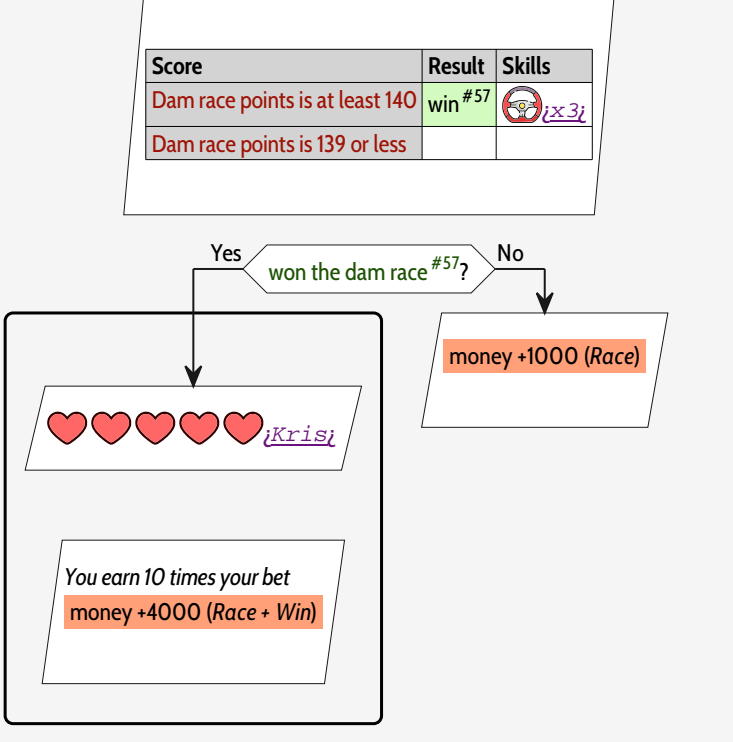 Score Result Skills
Dam race points is at least 140 win #57 ¿x3¿
Dam race points is 139 or less
Yes
won the dam race #57?
No
money +1000 (Race)
¿Kris¿
You earn 10 times your bet
money +4000 (Race + Win)